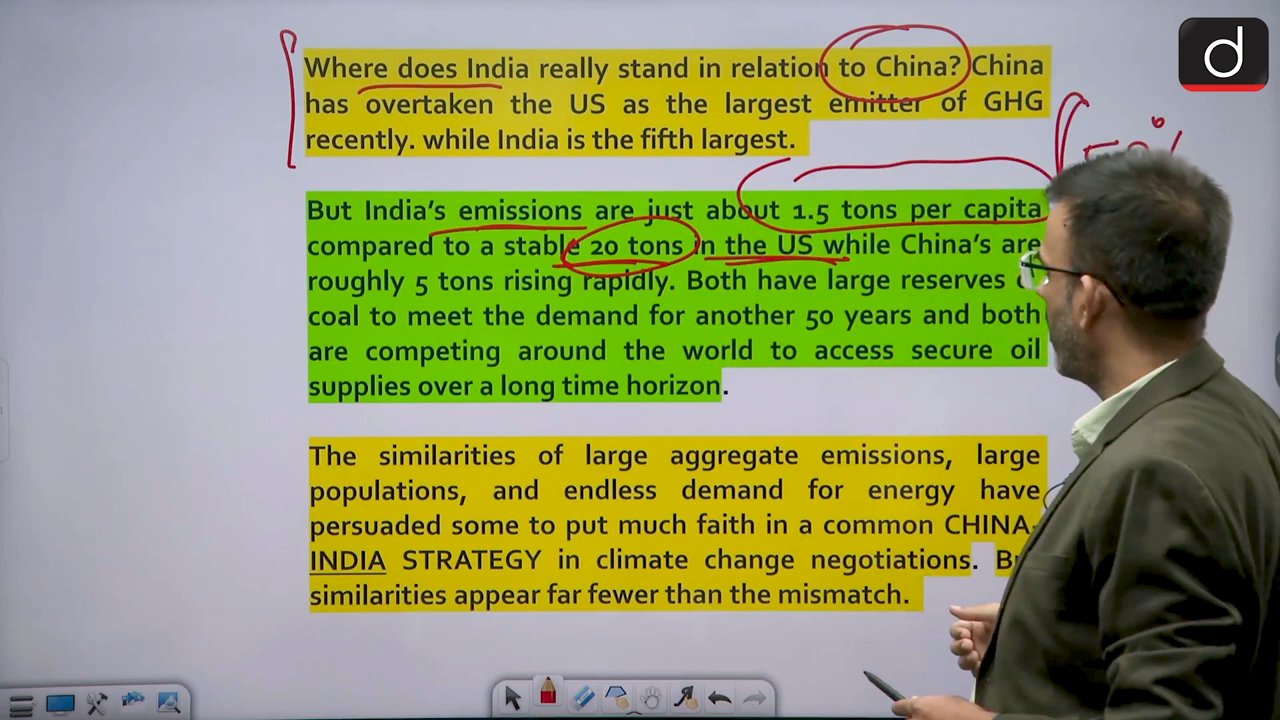 d
Where does India really stand in relation to China? China
has overtaken the US as the largest emitter of GHG
recently. while India is the fifth largest.
But India's emissions are just about 1.5 tons per capita
compared to a stable 20 tons in the US while China's are
roughly 5 tons rising rapidly. Both have large reserves
coal to meet the demand for another 50 years and both
are competing around the world to access secure oil
supplies over a long time horizon.
The similarities of large aggregate emissions, large
populations, and endless demand for energy have
persuaded some to put much faith in a common CHINA-
INDIA STRATEGY in climate change negotiations.
similarities appear far fewer than the mismatch.